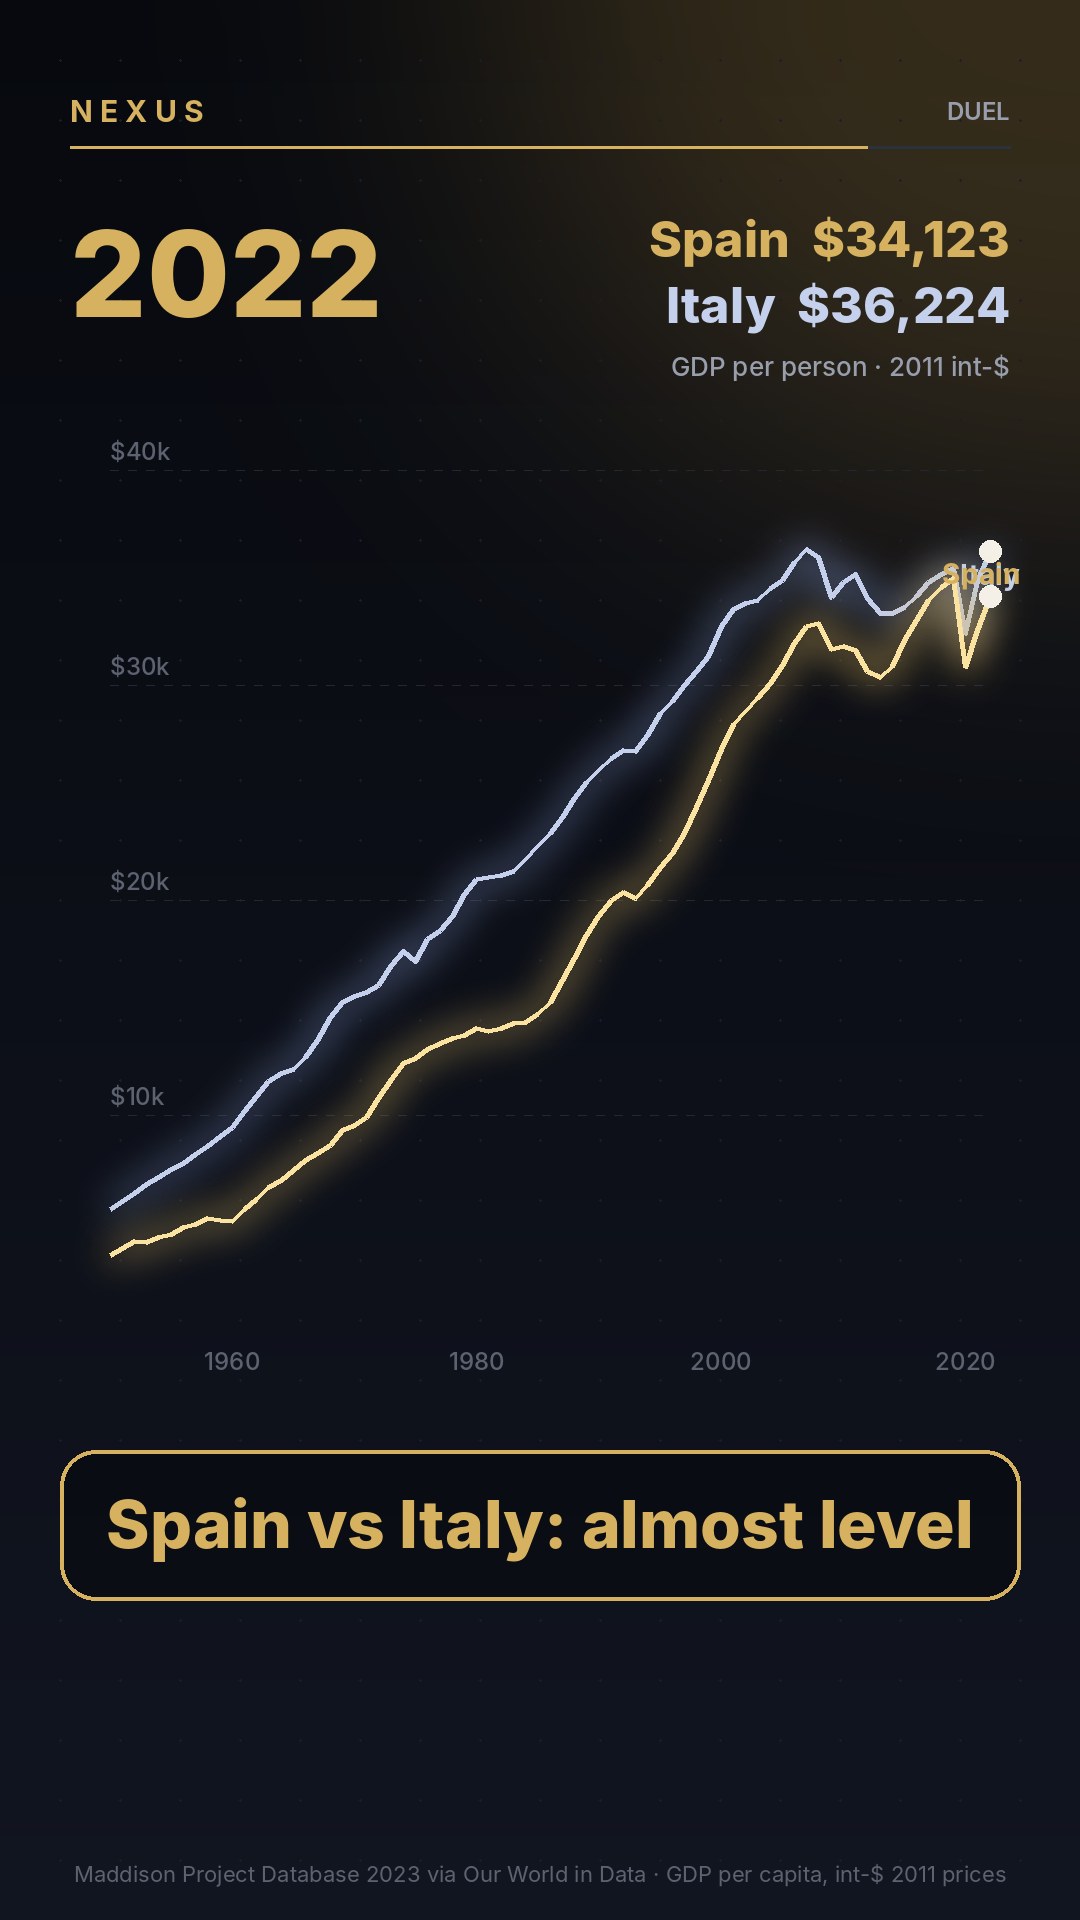 NEXUS
DUEL
2022
Spain $34,123
Italy $36,224
GDP per person · 2011 int-$
$40k
Italy
Spain
$30k
$20k
$10k
1960 1980 2000 2020
Spain vs Italy: almost level
Maddison Project Database 2023 via Our World in Data · GDP per capita, int-$ 2011 prices